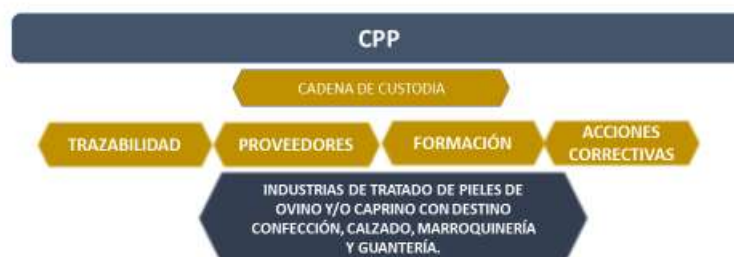 CPP
CADENA DE CUSTODIA
TRAZABILIDAD
PROVEEDORES
FORMACIÓN
ACCIONES
CORRECTIVAS
INDUSTRIAS DE TRATADO DE PIELES DE
OVINO Y/O CAPRINO CON DESTINO
CONFECCIÓN, CALZADO, MARROQUINERÍA
Y GUANTERÍA.